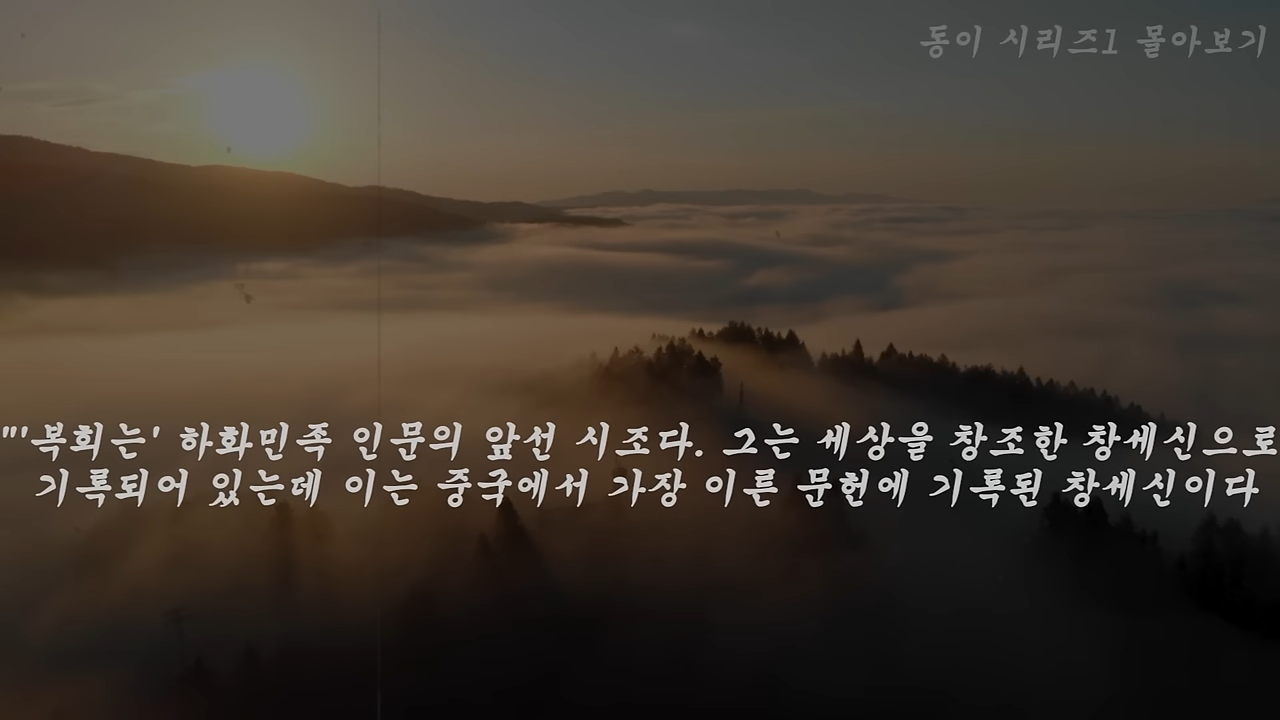 동이 시리즈1 몰아보기
"'복희는' 하화민족 인문의 앞선 시조다. 그는 세상을 창조한 창세신으로
기록되어 있는데 이는 중국에서 가장 이른 문헌에 기록된 창세신이다